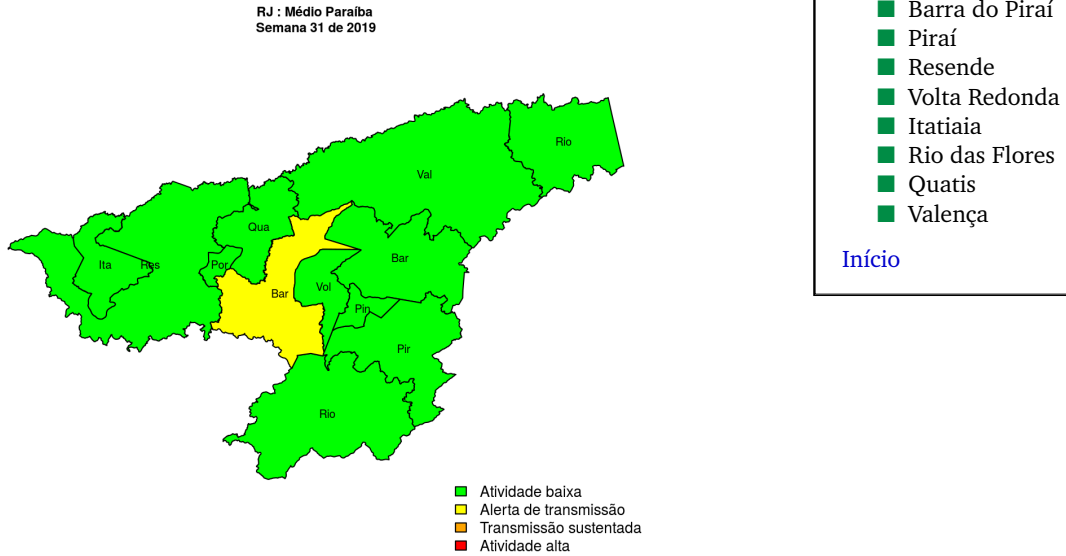 RJ : Médio Paraíba
Semana 31 de 2019
Rio
Val
Qua
Ita
Res
Por
Bar
Bar
Vol
Pin
Pir
Rio
Atividade baixa
Alerta de transmissão
Transmissão sustentada
Atividade alta
Barra do Piraí
Piraí
Resende
Volta Redonda
Itatiaia
Rio das Flores
Quatis
Valença
Início